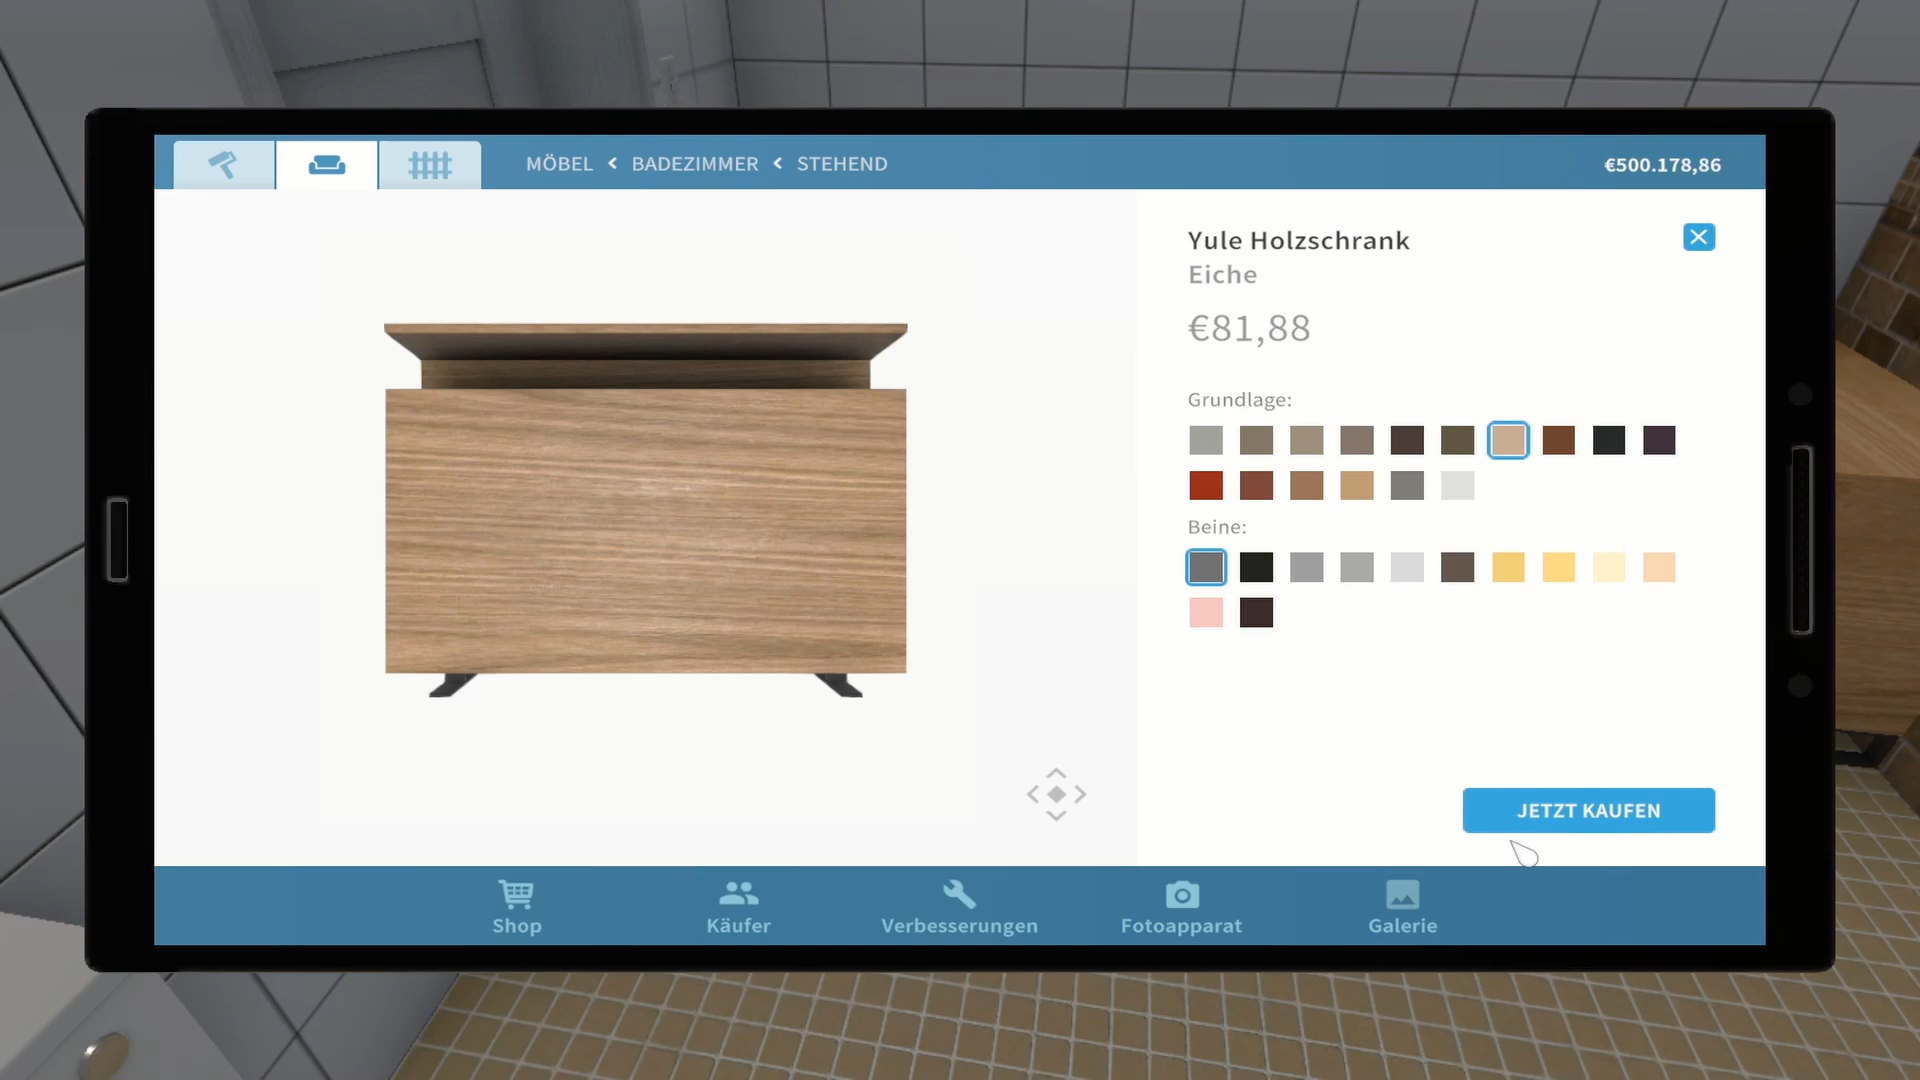 MÖBEL < BADEZIMMER < STEHEND
€500.178,86
Yule Holzschrank
Eiche
€81,88
Grundlage:
Beine:
JETZT KAUFEN
Shop
Käufer
Verbesserungen
Fotoapparat
Galerie